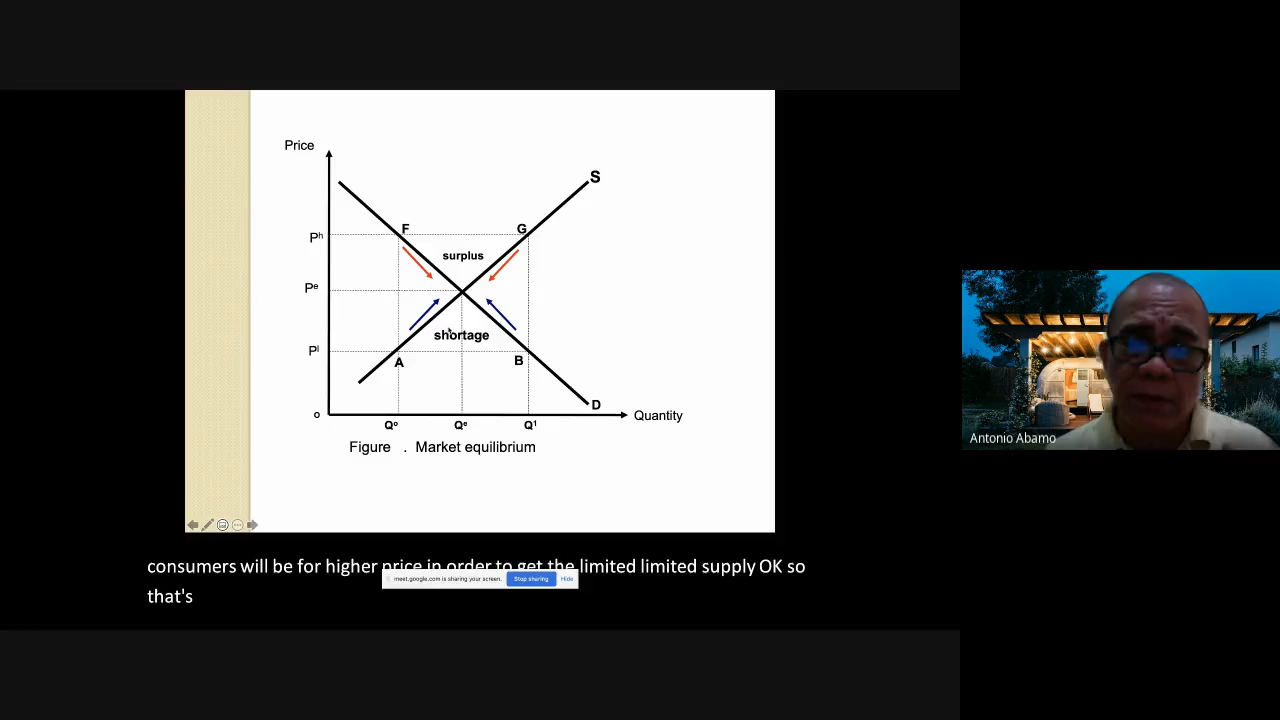 Price
S
F
G
Pʰ
surplus
Pᵉ
shortage
Pˡ
A
B
D
o
Quantity
Qᵒ
Qᵉ
Q¹
Figure . Market equilibrium
Antonio Abamo
consumers will be for higher price in order to get the limited limited supply OK so
that's
meet.google.com is sharing your screen.
Stop sharing
Hide